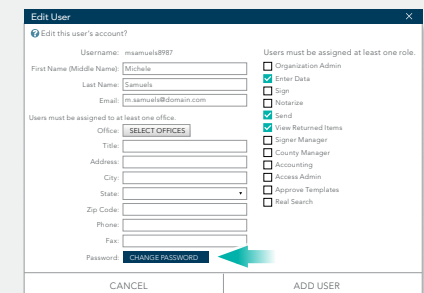 Edit User
Edit this user's account?
Username: msamuels8987
First Name (Middle Name): Michele
Last Name: Samuels
Email: m.samuels@domain.com
Users must be assigned to at least one office.
Office: SELECT OFFICES
Title:
Address:
City:
State:
Zip Code:
Phone:
Fax:
Password: CHANGE PASSWORD
Users must be assigned at least one role.
Organization Admin
Enter Data
Sign
Notarize
Send
View Returned Items
Signer Manager
County Manager
Accounting
Access Admin
Approve Templates
Real Search
CANCEL
ADD USER